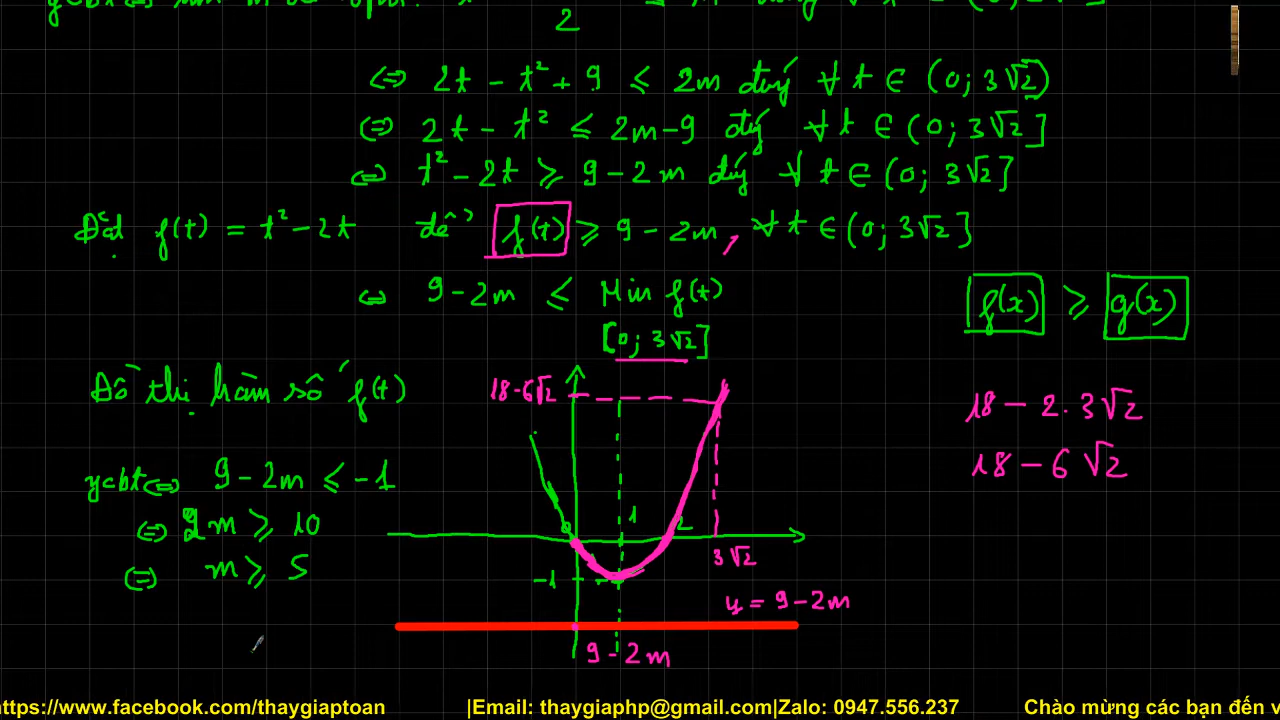 2
⇔ 2t - t² + 9 ≤ 2m đúng ∀ t ∈ (0; 3√2)
⇔ 2t - t² ≤ 2m - 9 đúng ∀ t ∈ (0; 3√2]
⇔ t² - 2t ≥ 9 - 2m đúng ∀ t ∈ (0; 3√2]
Đặt f(t) = t² - 2t để f(t) ≥ 9 - 2m, ∀ t ∈ (0; 3√2]
⇔ 9 - 2m ≤ Min f(t)
[0; 3√2]
f(x) ≥ g(x)
Đồ thị hàm số f(t)
18 - 6√2
18 - 2. 3√2
18 - 6√2
ycbt ⇔ 9 - 2m ≤ -1
⇔ 2m ≥ 10
⇔ m ≥ 5
0
1
2
3√2
-1
y = 9 - 2m
9 - 2m
https://www.facebook.com/thaygiaptoan |Email: thaygiaphp@gmail.com|Zalo: 0947.556.237 Chào mừng các bạn đến